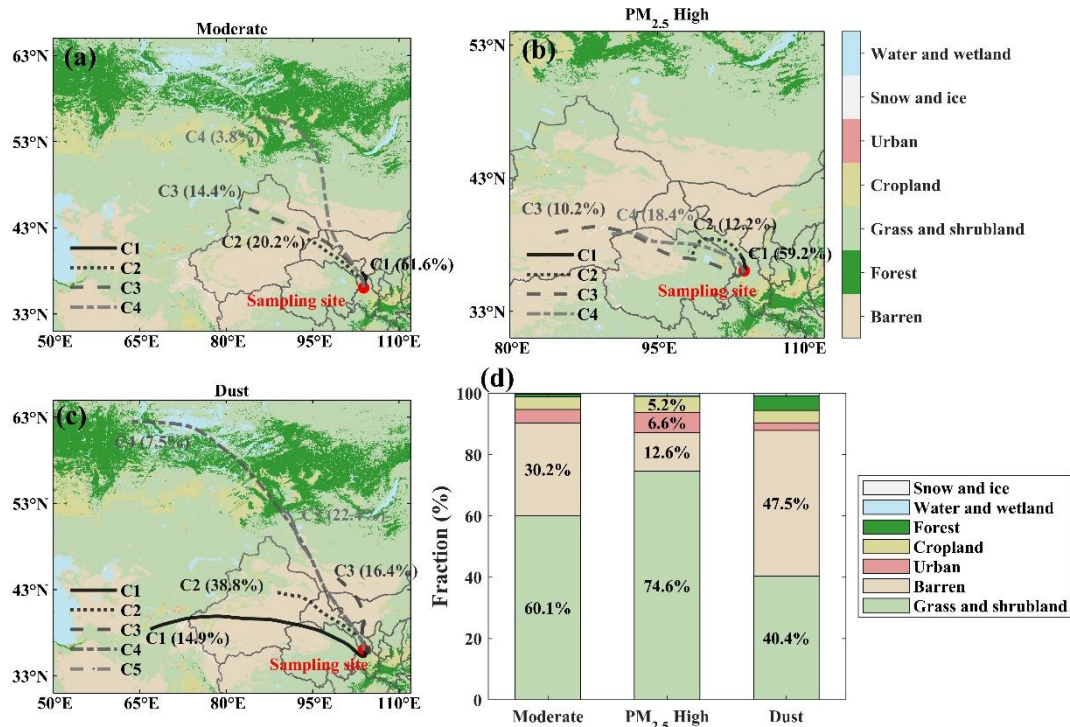 Moderate
(a)
63°N
53°N
43°N
33°N
50°E
65°E
80°E
95°E
110°E
C4 (3.8%)
C3 (14.4%)
C2 (20.2%)
C1 (61.6%)
Sampling site
C1
C2
C3
C4
PM2.5 High
(b)
53°N
43°N
33°N
80°E
95°E
110°E
C3 (10.2%)
C4 (18.4%)
C2 (12.2%)
C1 (59.2%)
Sampling site
C1
C2
C3
C4
Water and wetland
Snow and ice
Urban
Cropland
Grass and shrubland
Forest
Barren
Dust
(c)
63°N
53°N
43°N
33°N
50°E
65°E
80°E
95°E
110°E
C4 (7.5%)
C3 (16.4%)
C2 (38.8%)
C1 (14.9%)
Sampling site
C1
C2
C3
C4
C5
(d)
Fraction (%)
100
80
60
40
20
0
30.2%
60.1%
5.2%
6.6%
12.6%
74.6%
47.5%
40.4%
Moderate
PM2.5 High
Dust
Snow and ice
Water and wetland
Forest
Cropland
Urban
Barren
Grass and shrubland